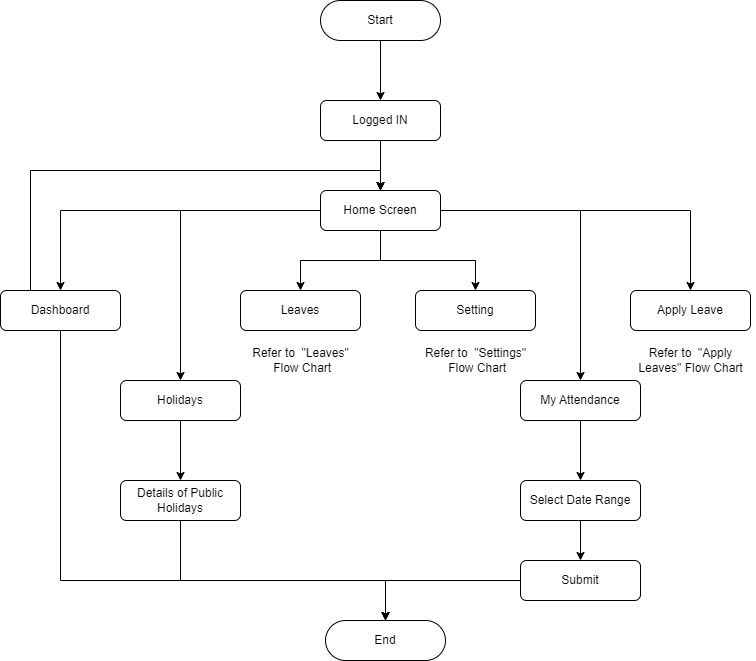 Start
Logged IN
Home Screen
Dashboard
Leaves
Setting
Apply Leave
Refer to "Leaves"
Flow Chart
Refer to "Settings"
Flow Chart
Refer to "Apply
Leaves" Flow Chart
Holidays
My Attendance
Details of Public
Holidays
Select Date Range
Submit
End